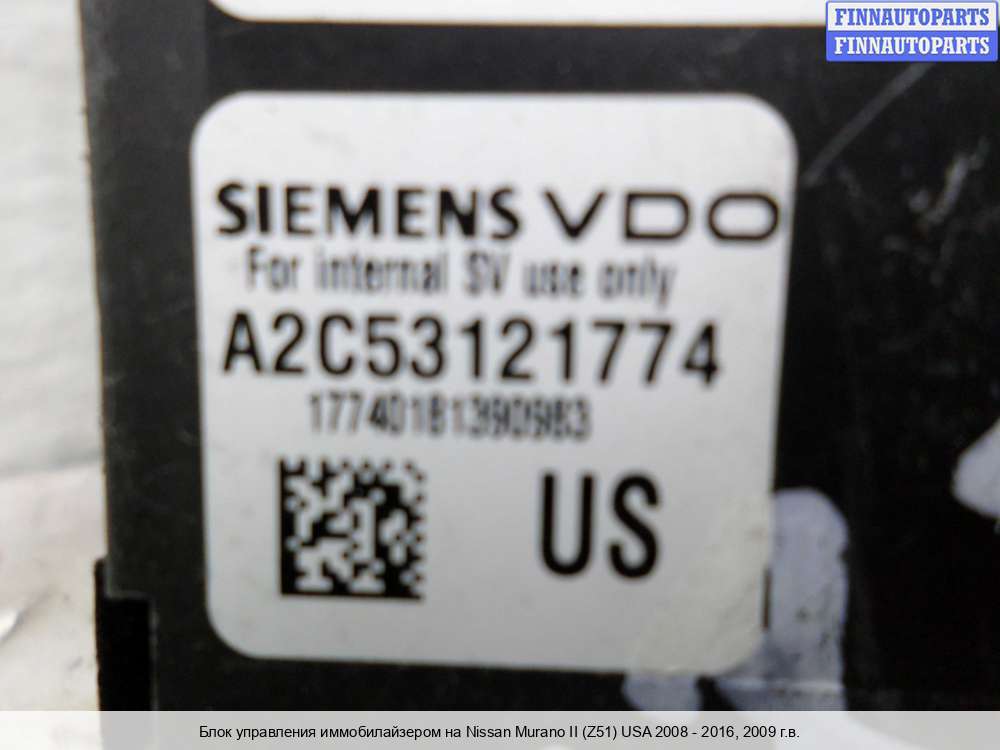 FINNAUTOPARTS
FINNAUTOPARTS
SIEMENS VDO
For internal SV use only
A2C53121774
17740181390983
US
Блок управления иммобилайзером на Nissan Murano II (Z51) USA 2008 - 2016, 2009 г.в.